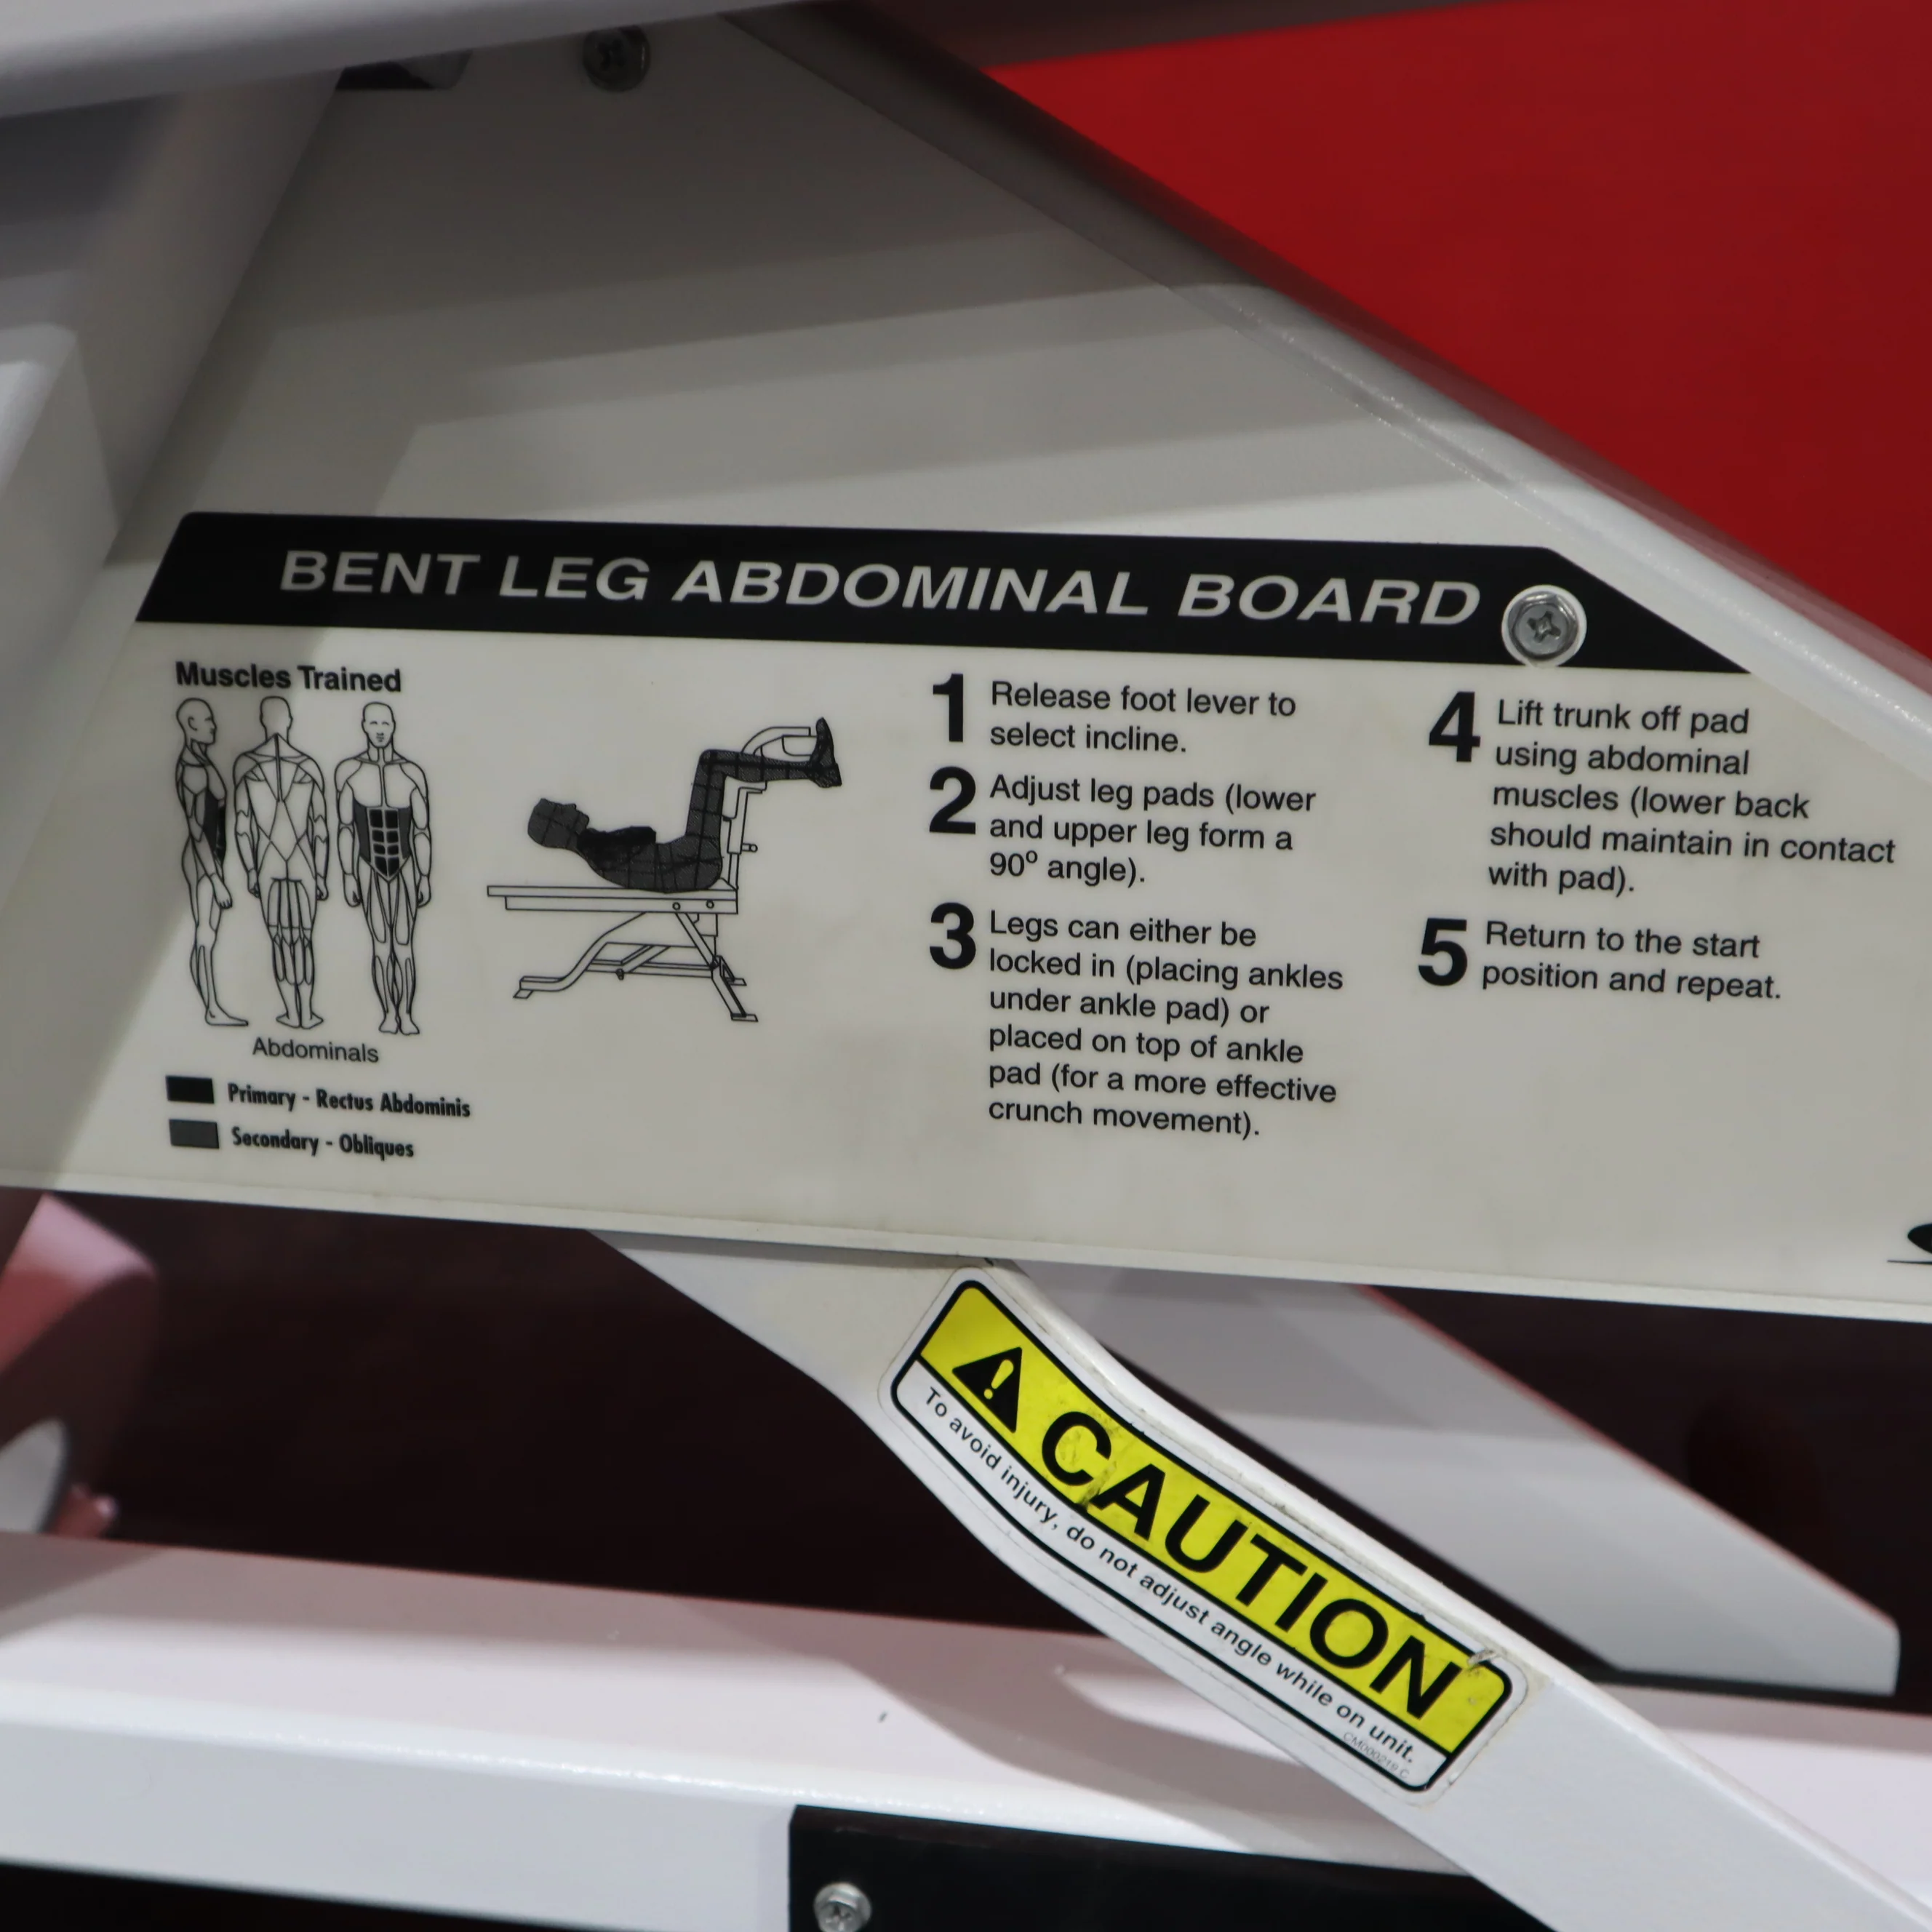 BENT LEG ABDOMINAL BOARD
Muscles Trained
Abdominals
Primary - Rectus Abdominis
Secondary - Obliques
1 Release foot lever to
select incline.
2 Adjust leg pads (lower
and upper leg form a
90º angle).
3 Legs can either be
locked in (placing ankles
under ankle pad) or
placed on top of ankle
pad (for a more effective
crunch movement).
4 Lift trunk off pad
using abdominal
muscles (lower back
should maintain in contact
with pad).
5 Return to the start
position and repeat.
CAUTION
To avoid injury, do not adjust angle while on unit.